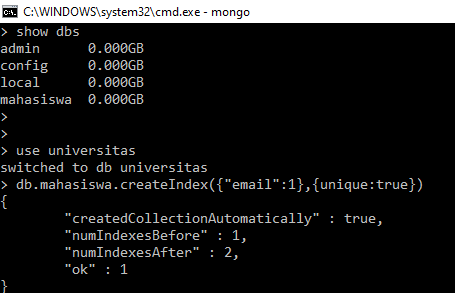 C:\WINDOWS\system32\cmd.exe - mongo
> show dbs
admin      0.000GB
config     0.000GB
local      0.000GB
mahasiswa  0.000GB
>
>
> use universitas
switched to db universitas
> db.mahasiswa.createIndex({"email":1},{unique:true})
{
        "createdCollectionAutomatically" : true,
        "numIndexesBefore" : 1,
        "numIndexesAfter" : 2,
        "ok" : 1
}